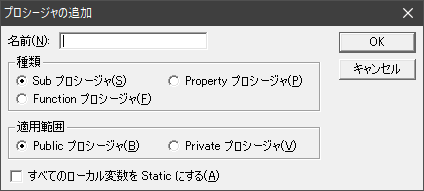 プロシージャの追加
名前(N):
OK
キャンセル
種類
Sub プロシージャ(S)
Property プロシージャ(P)
Function プロシージャ(F)
適用範囲
Public プロシージャ(B)
Private プロシージャ(V)
すべてのローカル変数を Static にする(A)